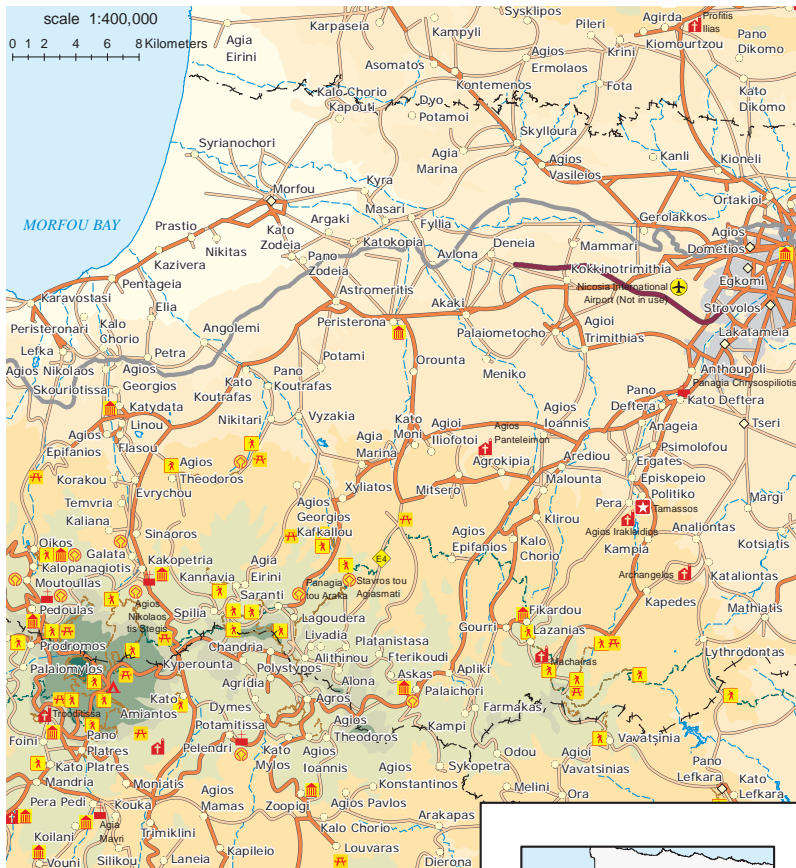 scale 1:400,000
0 2 4 6 8 Kilometers
MORFOU BAY
Karpaseia
Sysklipos
Agirda
Profitis
Ilias
Kampyli
Pileri
Kiomourtzou
Pano
Dikomo
Agia
Eirini
Krini
Asomatos
Agios
Ermolaos
Kontemenos
Fota
Kato
Dikomo
Kalo Chorio
Kapouti
Dyo
Potamoi
Skylloura
Syrianochori
Agia
Marina
Agios
Vasileios
Kanli
Kioneli
Morfou
Kyra
Masari
Ortakioi
Argaki
Fyllia
Gerolakkos
Prastio
Kato
Zodeia
Katokopia
Deneia
Mammari
Agios
Dometios
Nikitas
Avlona
Kazivera
Pano
Zodeia
Kokkinotrimithia
Egkomi
Pentageia
Astromeritis
Nicosia International
Airport (Not in use)
Karavostasi
Elia
Akaki
Strovolos
Peristeronari
Kalo
Chorio
Angolemi
Peristerona
Palaiometocho
Agioi
Trimithias
Lakatameia
Lefka
Petra
Potami
Orounta
Agios Nikolaos
Agios
Georgios
Kato
Koutrafas
Pano
Koutrafas
Meniko
Anthoupoli
Panagia Chrysospiliotis
Skouriotissa
Pano
Deftera
Kato Deftera
Katydata
Nikitari
Vyzakia
Kato
Moni
Agioi
Iliofotoi
Agios
Panteleimon
Agios
Ioannis
Anageia
Tseri
Linou
Agios
Epifanios
Flasou
Agia
Marina
Psimolofou
Agrokipia
Arediou
Ergates
Episkopeio
Korakou
Agios
Theodoros
Evrychou
Xyliatos
Mitsero
Malounta
Politiko
Temvria
Agios
Georgios
Pera
Tamassos
Margi
Kaliana
Kafkallou
Klirou
Agios Irakleidios
Analiontas
Sinaoros
Agios
Epifanios
Kalo
Chorio
Kampia
Kotsiatis
Oikos
Galata
Kakopetria
Kalopanagiotis
Agia
Eirini
E4
Moutoullas
Kannavia
Saranti
Panagia
tou Araka
Stavros tou
Agiasmati
Archangelos
Kataliontas
Pedoulas
Agios
Nikolaos
tis Stegis
Spilia
Lagoudera
Fikardou
Kapedes
Mathiatis
Livadia
Platanistasa
Gourri
Lazanias
Prodromos
Chandria
Alithinou
Fterikoudi
Machairas
Lythrodontas
Palaiomylos
Kyperounta
Polystypos
Askas
Apliki
Agridia
Alona
Palaichori
Kato
Amiantos
Agros
Farmakas
Trooditissa
Dymes
Potamitissa
Kampi
Foini
Pano
Platres
Pelendri
Agios
Theodoros
Vavatsinia
Kato
Mylos
Agios
Ioannis
Odou
Agioi
Vavatsinias
Pano
Lefkara
Kato Platres
Sykopetra
Mandria
Moniatis
Agios
Konstantinos
Melini
Ora
Kato
Lefkara
Pera Pedi
Kouka
Agios
Mamas
Zoopigi
Agios Pavlos
Arakapas
Agia
Mavri
Trimiklini
Kalo Chorio
Koilani
Kapileio
Louvaras
Vouni
Silikou
Laneia
Dierona